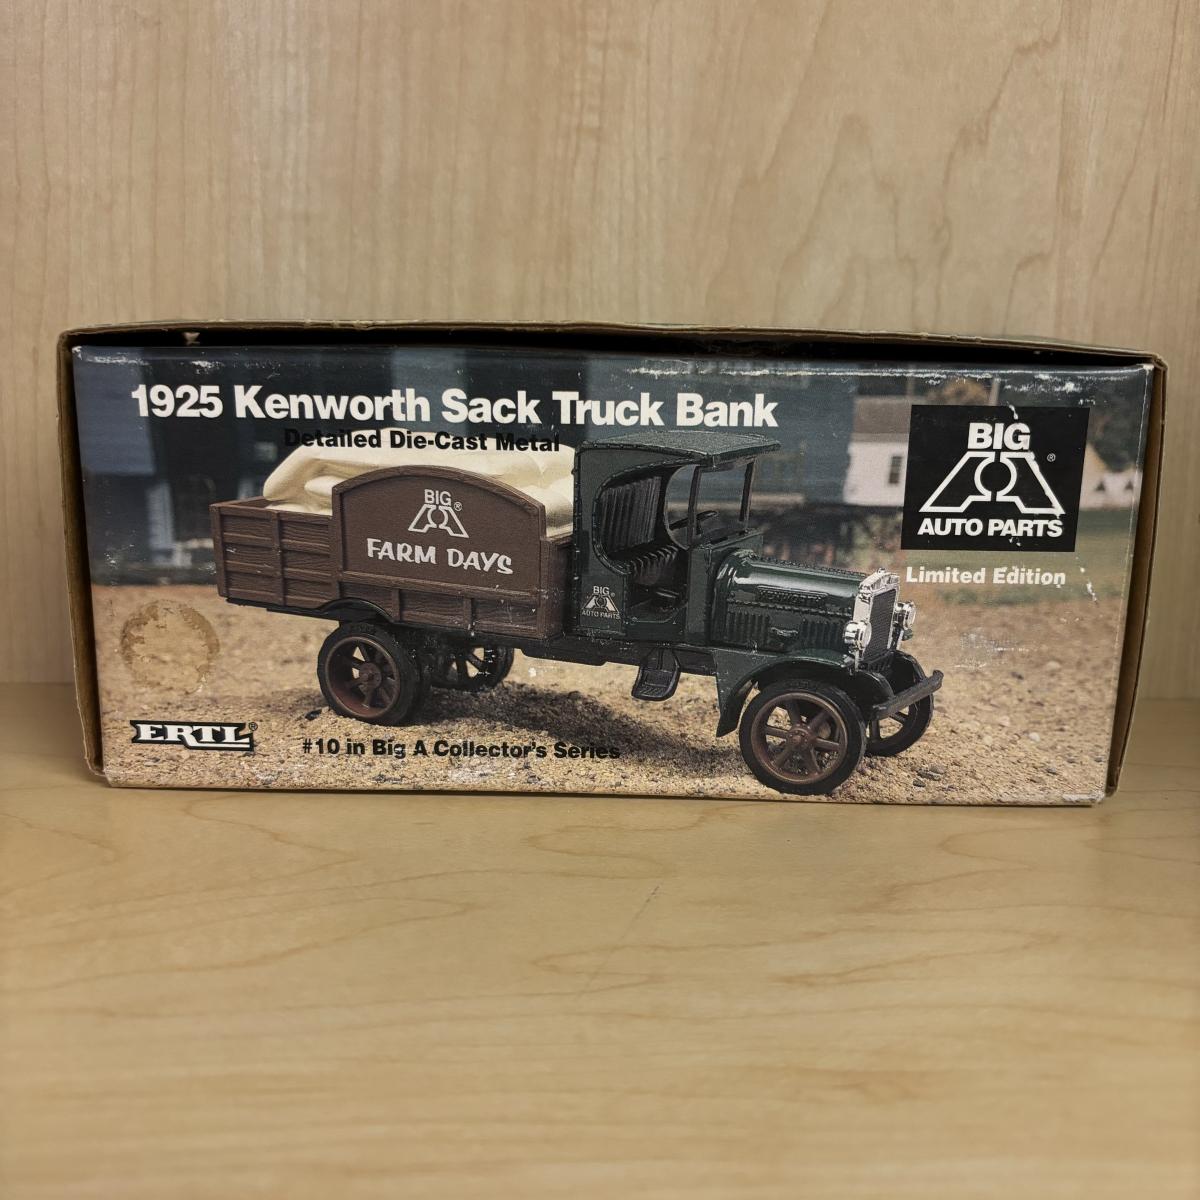 1925 Kenworth Sack Truck Bank
Detailed Die-Cast Metal
BIG
®
AUTO PARTS
Limited Edition
BIG
®
FARM DAYS
BIG
AUTO PARTS
KENWORTH
ERTL®
#10 in Big A Collector's Series